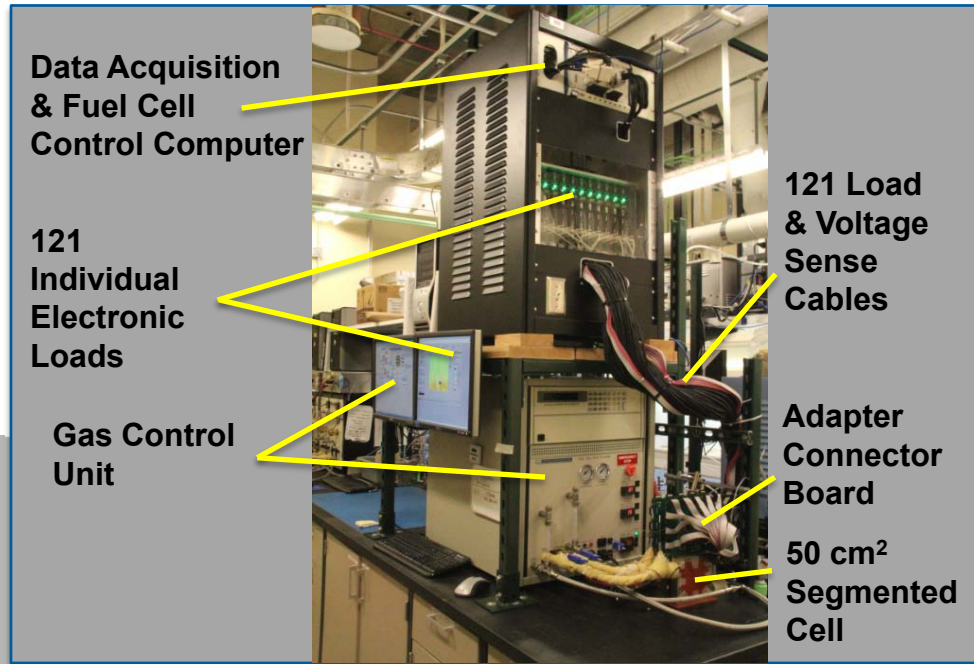 Data Acquisition
& Fuel Cell
Control Computer
121
Individual
Electronic
Loads
Gas Control
Unit
121 Load
& Voltage
Sense
Cables
Adapter
Connector
Board
50 cm²
Segmented
Cell